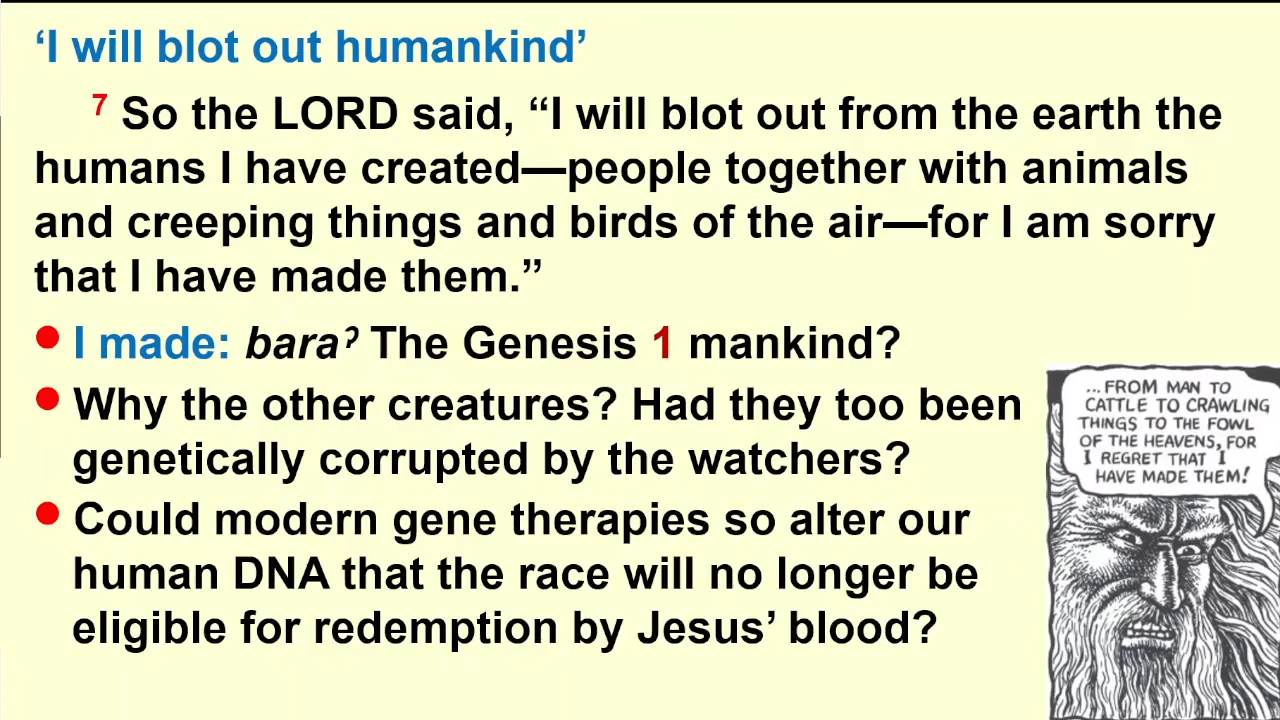 ‘I will blot out humankind’
7 So the LORD said, “I will blot out from the earth the
humans I have created—people together with animals
and creeping things and birds of the air—for I am sorry
that I have made them.”
● I made: baraʾ The Genesis 1 mankind?
● Why the other creatures? Had they too been
genetically corrupted by the watchers?
● Could modern gene therapies so alter our
human DNA that the race will no longer be
eligible for redemption by Jesus’ blood?
...FROM MAN TO
CATTLE TO CRAWLING
THINGS TO THE FOWL
OF THE HEAVENS, FOR
I REGRET THAT I
HAVE MADE THEM!